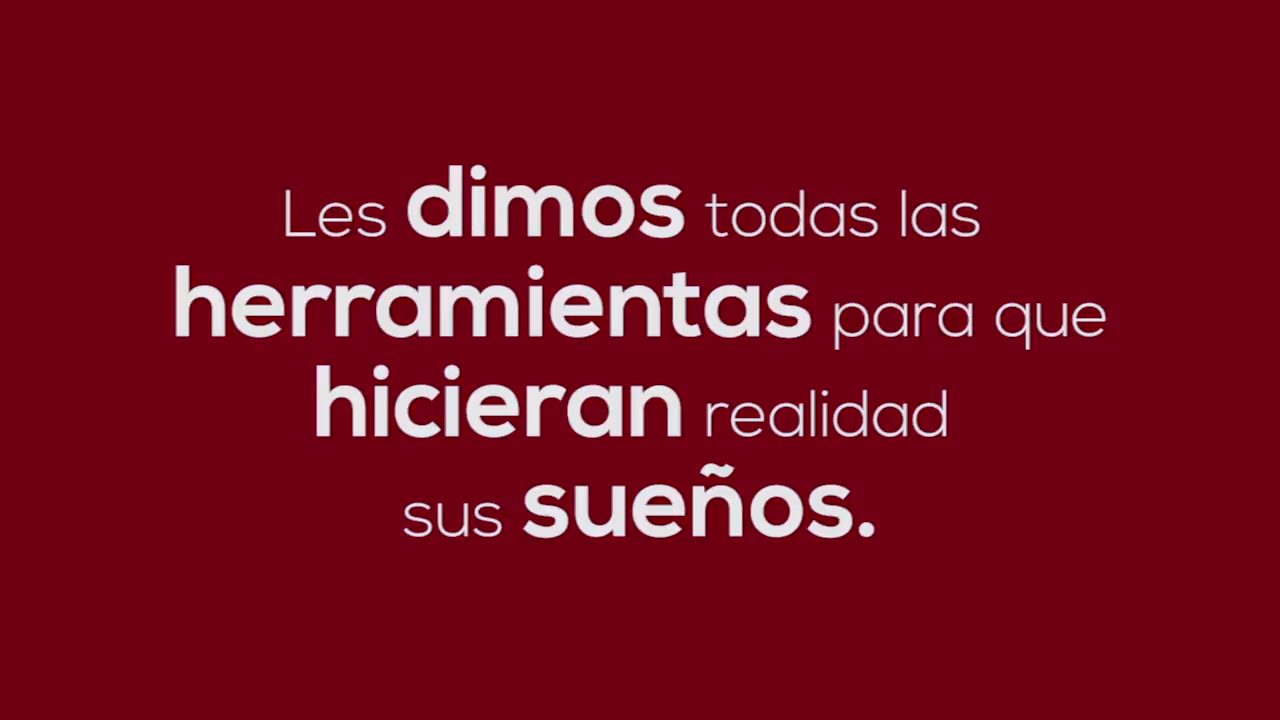 Les dimos todas las
herramientas para que
hicieran realidad
sus sueños.